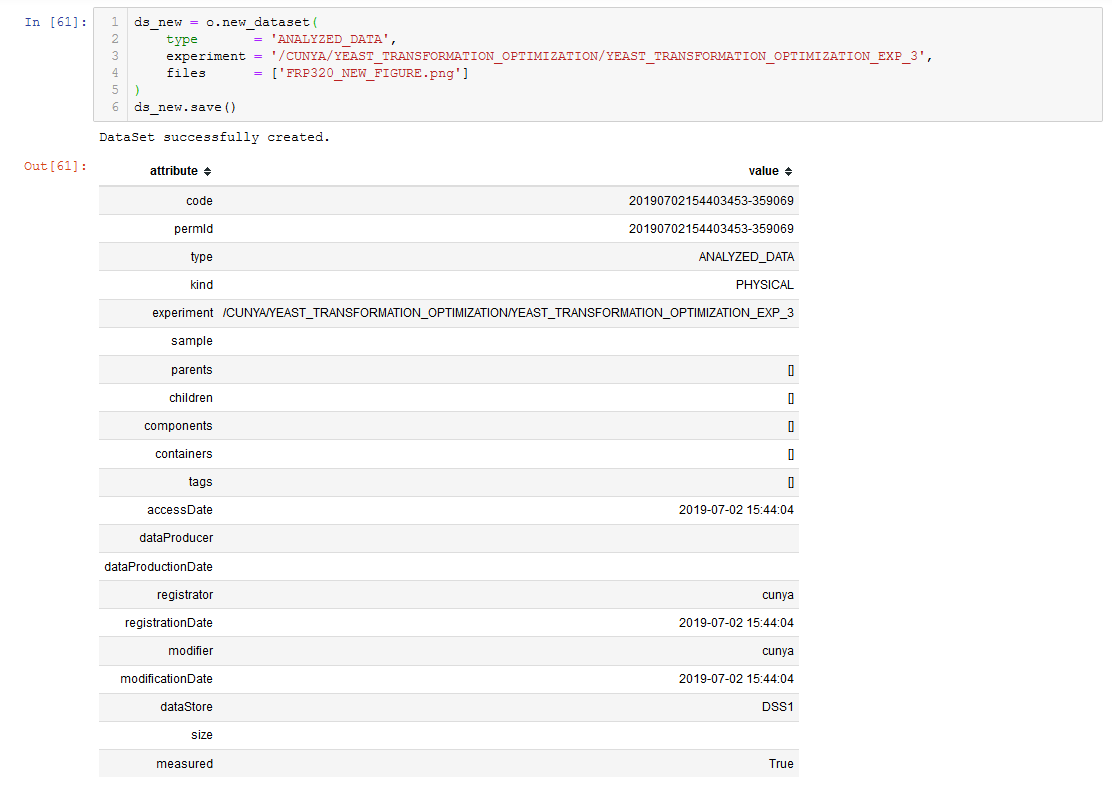 In [61]:
1 ds_new = o.new_dataset(
2     type       = 'ANALYZED_DATA',
3     experiment = '/CUNYA/YEAST_TRANSFORMATION_OPTIMIZATION/YEAST_TRANSFORMATION_OPTIMIZATION_EXP_3',
4     files      = ['FRP320_NEW_FIGURE.png']
5 )
6 ds_new.save()
DataSet successfully created.
Out[61]:
attribute value
code 20190702154403453-359069
permId 20190702154403453-359069
type ANALYZED_DATA
kind PHYSICAL
experiment /CUNYA/YEAST_TRANSFORMATION_OPTIMIZATION/YEAST_TRANSFORMATION_OPTIMIZATION_EXP_3
sample
parents []
children []
components []
containers []
tags []
accessDate 2019-07-02 15:44:04
dataProducer
dataProductionDate
registrator cunya
registrationDate 2019-07-02 15:44:04
modifier cunya
modificationDate 2019-07-02 15:44:04
dataStore DSS1
size
measured True